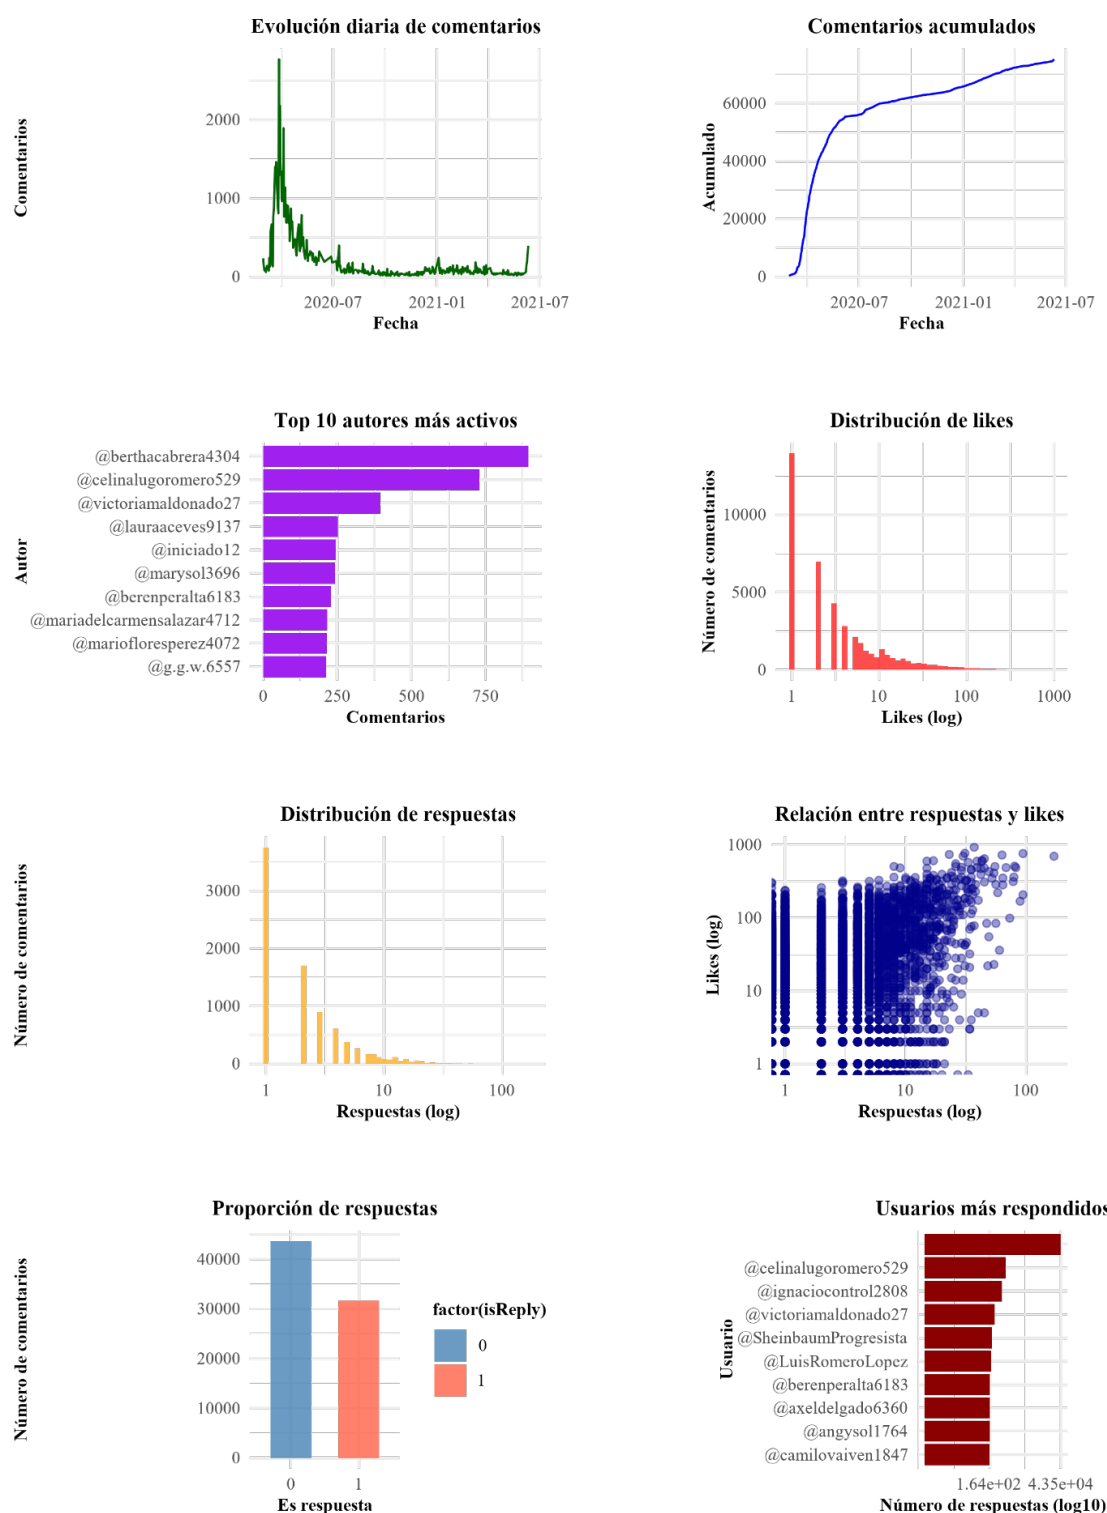 Evolución diaria de comentarios
Comentarios
2000
1000
0
2020-07
2021-01
2021-07
Fecha
Comentarios acumulados
Acumulado
60000
40000
20000
0
2020-07
2021-01
2021-07
Fecha
Top 10 autores más activos
Autor
@berthacabrera4304
@celinalugoromero529
@victoriamaldonado27
@lauraaceves9137
@iniciado12
@marysol3696
@berenperalta6183
@mariadelcarmensalazar4712
@mariofloresperez4072
@g.g.w.6557
0
250
500
750
Comentarios
Distribución de likes
Número de comentarios
10000
5000
0
1
10
100
1000
Likes (log)
Distribución de respuestas
Número de comentarios
3000
2000
1000
0
1
10
100
Respuestas (log)
Relación entre respuestas y likes
Likes (log)
1000
100
10
1
1
10
100
Respuestas (log)
Proporción de respuestas
Número de comentarios
40000
30000
20000
10000
0
0
1
Es respuesta
factor(isReply)
0
1
Usuarios más respondidos
Usuario
@celinalugoromero529
@ignaciocontrol2808
@victoriamaldonado27
@SheinbaumProgresista
@LuisRomeroLopez
@berenperalta6183
@axeldelgado6360
@angysol1764
@camilovaiven1847
1.64e+02
4.35e+04
Número de respuestas (log10)